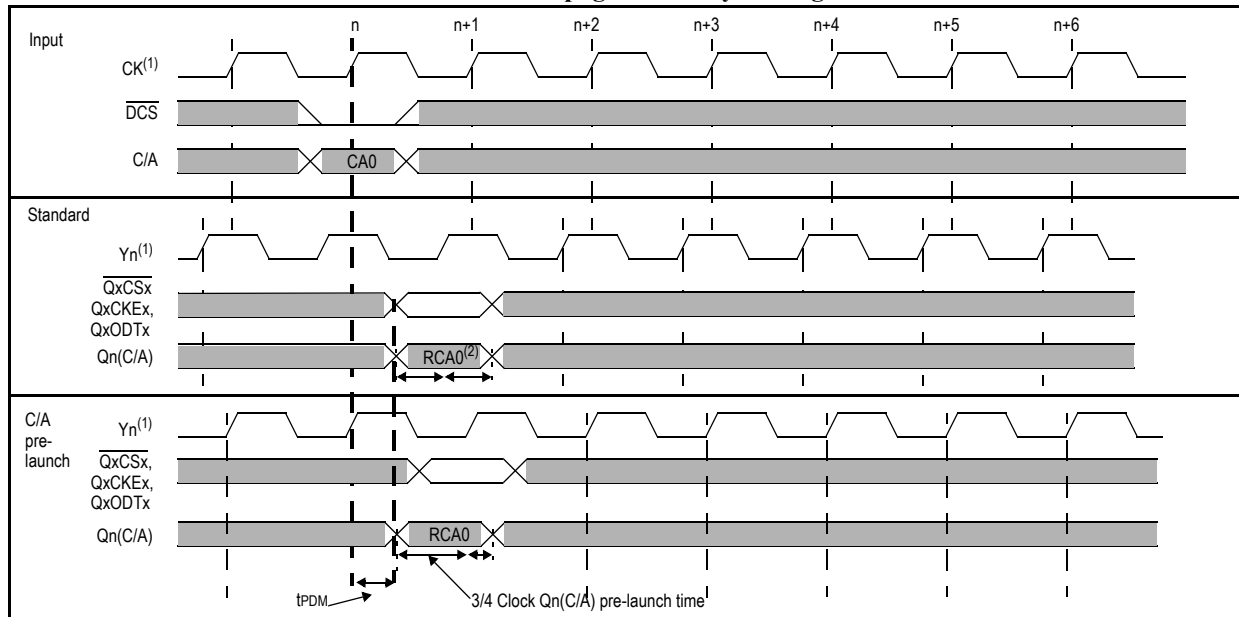 n n+1 n+2 n+3 n+4 n+5 n+6
Input
CK(1)
DCS
C/A CA0
Standard
Yn(1)
QxCSx
QxCKEx,
QxODTx
Qn(C/A) RCA0(2)
C/A
pre-
launch
Yn(1)
QxCSx,
QxCKEx,
QxODTx
Qn(C/A) RCA0
tPDM 3/4 Clock Qn(C/A) pre-launch time